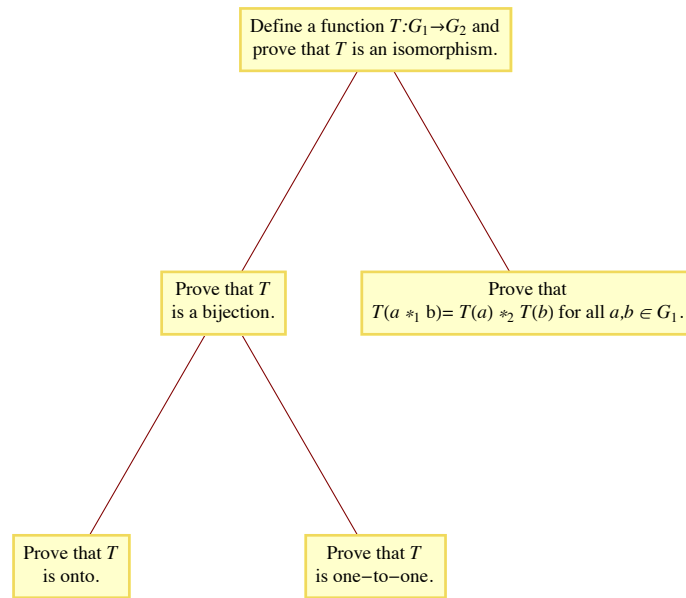 Define a function T:G₁→G₂ and
prove that T is an isomorphism.
Prove that T
is a bijection.
Prove that
T(a *₁ b)= T(a) *₂ T(b) for all a,b ∈ G₁.
Prove that T
is onto.
Prove that T
is one−to−one.